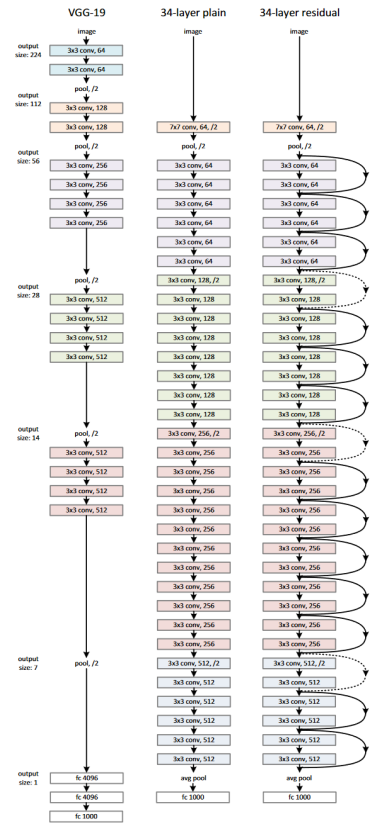 VGG-19
image
output
size: 224
3x3 conv, 64
3x3 conv, 64
pool, /2
output
size: 112
3x3 conv, 128
3x3 conv, 128
pool, /2
output
size: 56
3x3 conv, 256
3x3 conv, 256
3x3 conv, 256
3x3 conv, 256
pool, /2
output
size: 28
3x3 conv, 512
3x3 conv, 512
3x3 conv, 512
3x3 conv, 512
pool, /2
output
size: 14
3x3 conv, 512
3x3 conv, 512
3x3 conv, 512
3x3 conv, 512
output
size: 7
pool, /2
output
size: 1
fc 4096
fc 4096
fc 1000
34-layer plain
image
7x7 conv, 64, /2
pool, /2
3x3 conv, 64
3x3 conv, 64
3x3 conv, 64
3x3 conv, 64
3x3 conv, 64
3x3 conv, 64
3x3 conv, 128, /2
3x3 conv, 128
3x3 conv, 128
3x3 conv, 128
3x3 conv, 128
3x3 conv, 128
3x3 conv, 128
3x3 conv, 128
3x3 conv, 256, /2
3x3 conv, 256
3x3 conv, 256
3x3 conv, 256
3x3 conv, 256
3x3 conv, 256
3x3 conv, 256
3x3 conv, 256
3x3 conv, 256
3x3 conv, 256
3x3 conv, 256
3x3 conv, 256
3x3 conv, 512, /2
3x3 conv, 512
3x3 conv, 512
3x3 conv, 512
3x3 conv, 512
3x3 conv, 512
avg pool
fc 1000
34-layer residual
image
7x7 conv, 64, /2
pool, /2
3x3 conv, 64
3x3 conv, 64
3x3 conv, 64
3x3 conv, 64
3x3 conv, 64
3x3 conv, 64
3x3 conv, 128, /2
3x3 conv, 128
3x3 conv, 128
3x3 conv, 128
3x3 conv, 128
3x3 conv, 128
3x3 conv, 128
3x3 conv, 128
3x3 conv, 256, /2
3x3 conv, 256
3x3 conv, 256
3x3 conv, 256
3x3 conv, 256
3x3 conv, 256
3x3 conv, 256
3x3 conv, 256
3x3 conv, 256
3x3 conv, 256
3x3 conv, 256
3x3 conv, 256
3x3 conv, 512, /2
3x3 conv, 512
3x3 conv, 512
3x3 conv, 512
3x3 conv, 512
3x3 conv, 512
avg pool
fc 1000